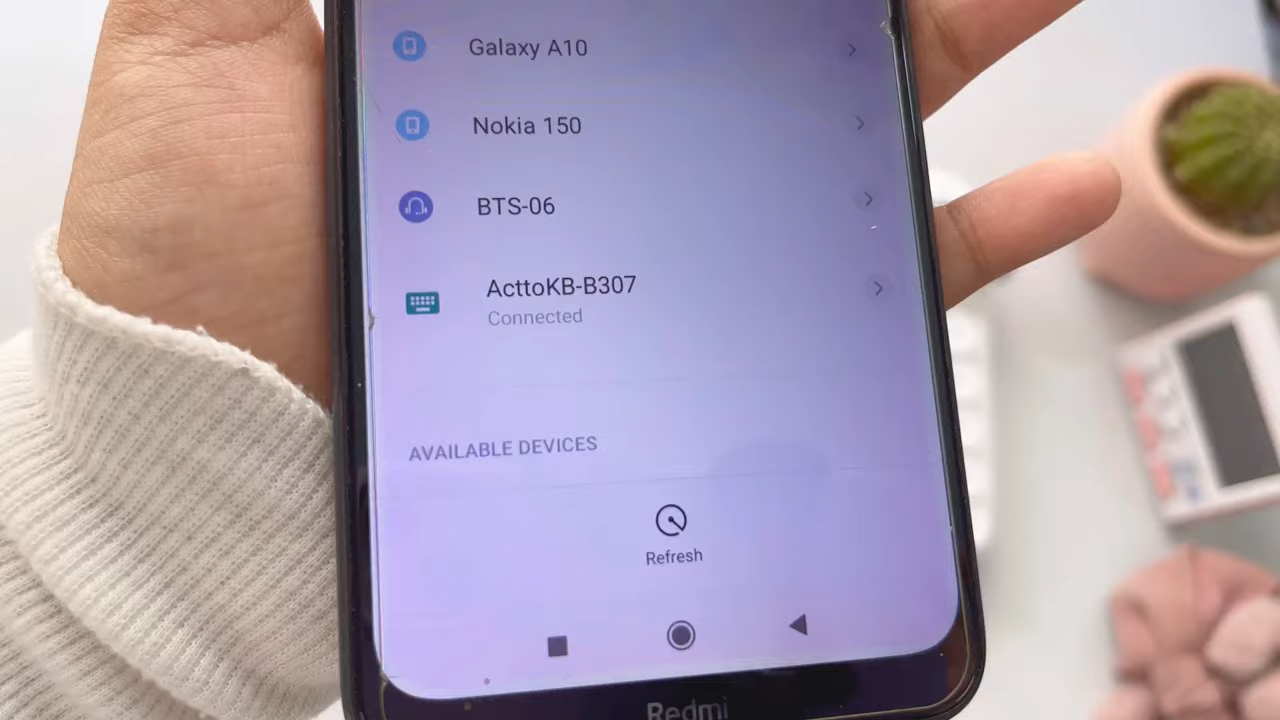 Galaxy A10
Nokia 150
BTS-06
ActtoKB-B307
Connected
AVAILABLE DEVICES
Refresh
Redmi